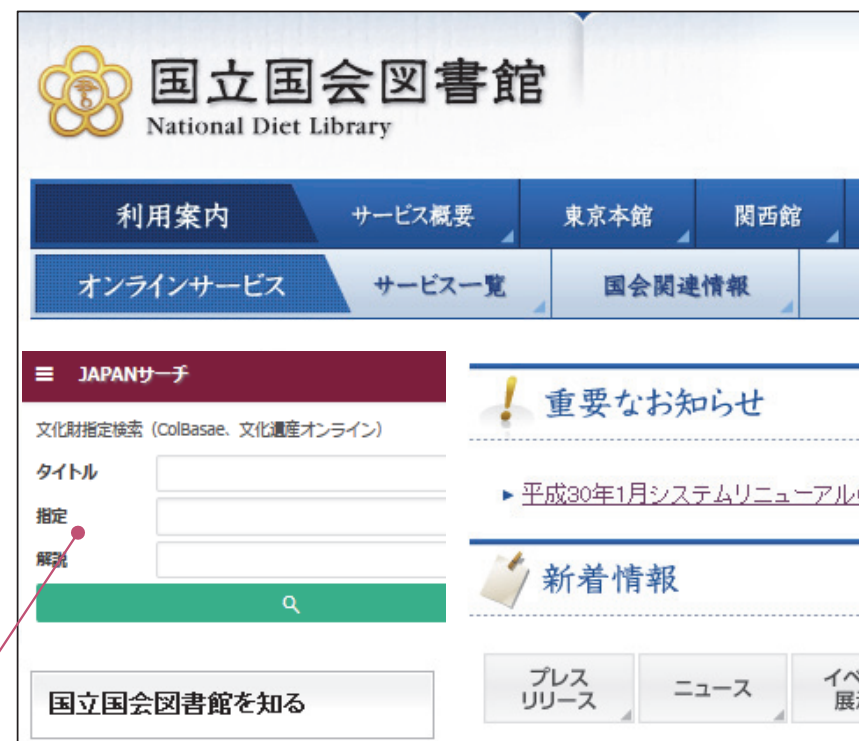 国立国会図書館
National Diet Library
利用案内 サービス概要 東京本館 関西館
オンラインサービス サービス一覧 国会関連情報
JAPANサーチ
文化財指定検索（ColBasae、文化遺産オンライン）
タイトル
指定
解説
国立国会図書館を知る
重要なお知らせ
平成30年1月システムリニューアル
新着情報
プレス
リリース
ニュース